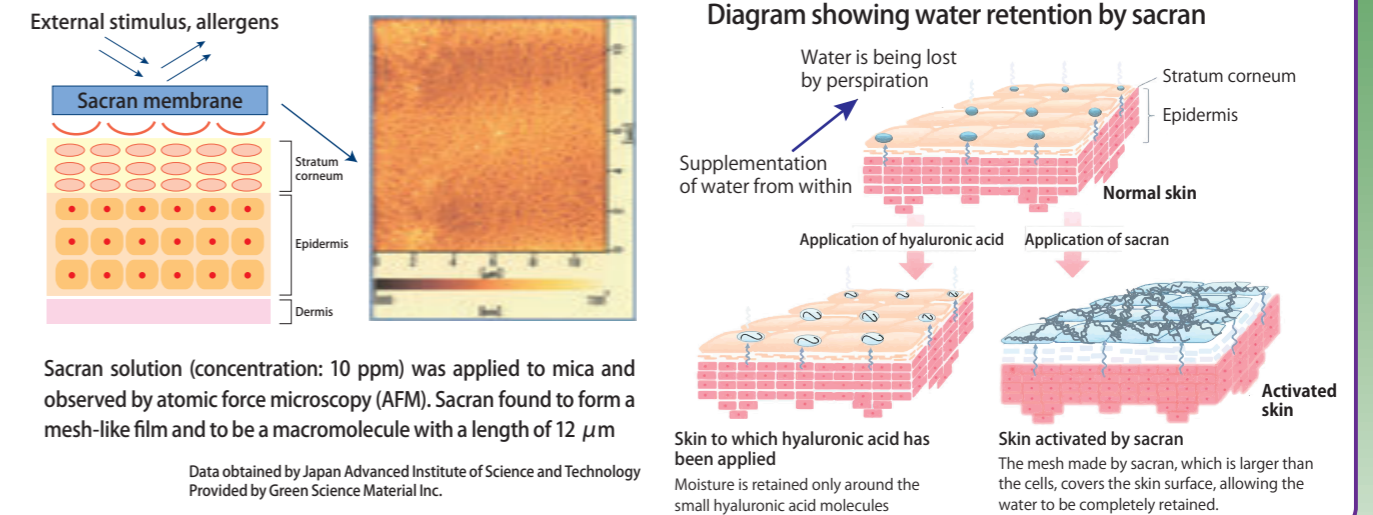 External stimulus, allergens
Sacran membrane
Stratum
corneum
Epidermis
Dermis
Sacran solution (concentration: 10 ppm) was applied to mica and
observed by atomic force microscopy (AFM). Sacran found to form a
mesh-like film and to be a macromolecule with a length of 12 μm
Data obtained by Japan Advanced Institute of Science and Technology
Provided by Green Science Material Inc.
Diagram showing water retention by sacran
Water is being lost
by perspiration
Supplementation
of water from within
Stratum corneum
Epidermis
Normal skin
Application of hyaluronic acid
Application of sacran
Activated
skin
Skin to which hyaluronic acid has
been applied
Moisture is retained only around the
small hyaluronic acid molecules
Skin activated by sacran
The mesh made by sacran, which is larger than
the cells, covers the skin surface, allowing the
water to be completely retained.